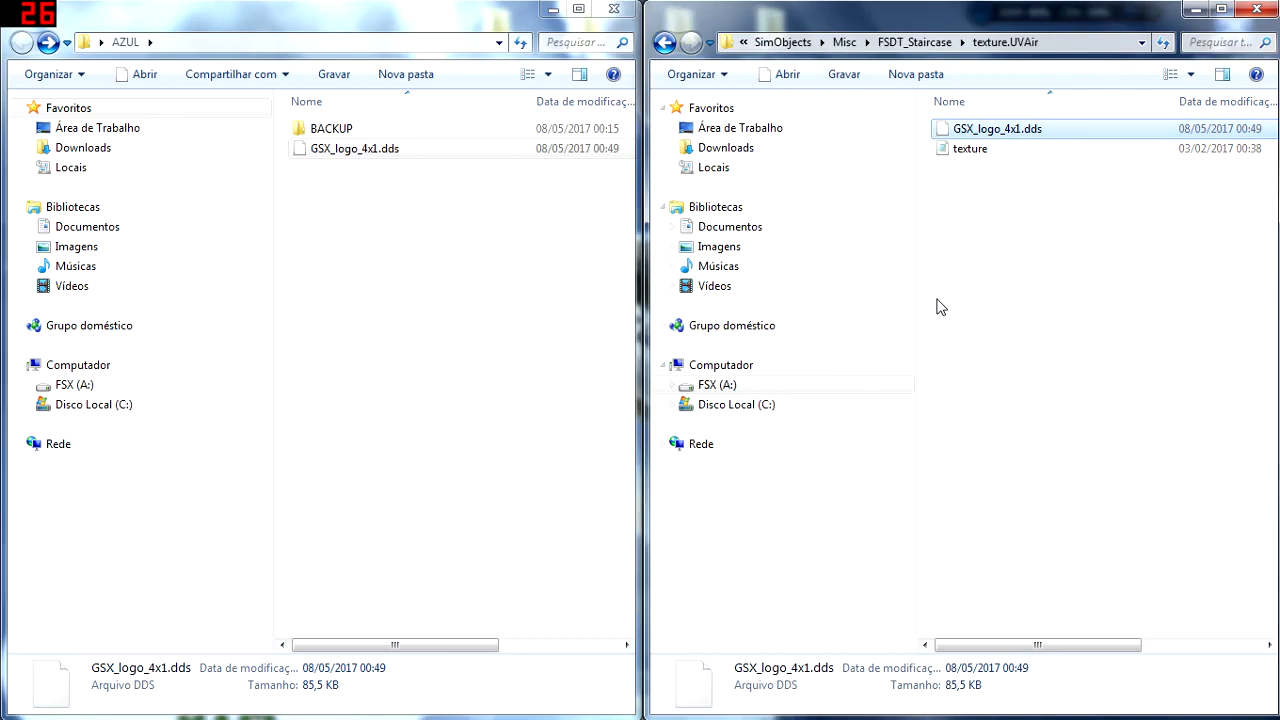 26
AZUL
Pesquisar ...
Organizar
Abrir
Compartilhar com
Gravar
Nova pasta
Favoritos
Área de Trabalho
Downloads
Locais
Bibliotecas
Documentos
Imagens
Músicas
Vídeos
Grupo doméstico
Computador
FSX (A:)
Disco Local (C:)
Rede
Nome Data de modificaç...
BACKUP 08/05/2017 00:15
GSX_logo_4x1.dds 08/05/2017 00:49
GSX_logo_4x1.dds Data de modificaç... 08/05/2017 00:49
Arquivo DDS Tamanho: 85,5 KB
« SimObjects Misc FSDT_Staircase texture.UVAir
Pesquisar t...
Organizar
Abrir
Gravar
Nova pasta
Favoritos
Área de Trabalho
Downloads
Locais
Bibliotecas
Documentos
Imagens
Músicas
Vídeos
Grupo doméstico
Computador
FSX (A:)
Disco Local (C:)
Rede
Nome Data de modificaç...
GSX_logo_4x1.dds 08/05/2017 00:49
texture 03/02/2017 00:38
GSX_logo_4x1.dds Data de modificaç... 08/05/2017 00:49
Arquivo DDS Tamanho: 85,5 KB